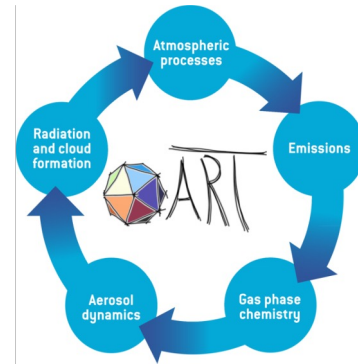 Atmospheric
processes
Emissions
Gas phase
chemistry
Aerosol
dynamics
Radiation
and cloud
formation
ART